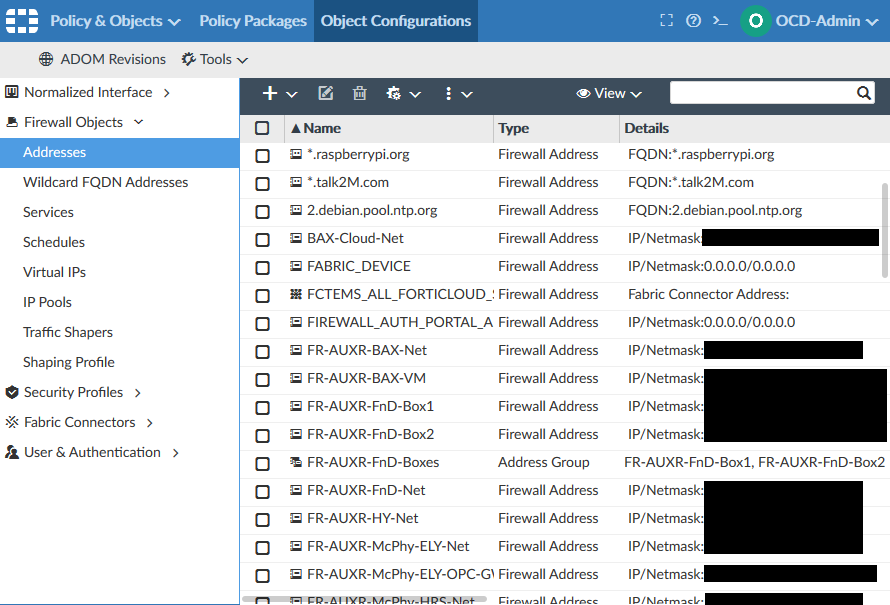 Policy & Objects Policy Packages Object Configurations >_ O OCD-Admin
ADOM Revisions Tools
Normalized Interface
Firewall Objects
Addresses
Wildcard FQDN Addresses
Services
Schedules
Virtual IPs
IP Pools
Traffic Shapers
Shaping Profile
Security Profiles
Fabric Connectors
User & Authentication
View
Name Type Details
*.raspberrypi.org Firewall Address FQDN:*.raspberrypi.org
*.talk2M.com Firewall Address FQDN:*.talk2M.com
2.debian.pool.ntp.org Firewall Address FQDN:2.debian.pool.ntp.org
BAX-Cloud-Net Firewall Address IP/Netmask:
FABRIC_DEVICE Firewall Address IP/Netmask:0.0.0.0/0.0.0.0
FCTEMS_ALL_FORTICLOUD_S Firewall Address Fabric Connector Address:
FIREWALL_AUTH_PORTAL_A Firewall Address IP/Netmask:0.0.0.0/0.0.0.0
FR-AUXR-BAX-Net Firewall Address IP/Netmask:
FR-AUXR-BAX-VM Firewall Address IP/Netmask:
FR-AUXR-FnD-Box1 Firewall Address IP/Netmask:
FR-AUXR-FnD-Box2 Firewall Address IP/Netmask:
FR-AUXR-FnD-Boxes Address Group FR-AUXR-FnD-Box1, FR-AUXR-FnD-Box2
FR-AUXR-FnD-Net Firewall Address IP/Netmask:
FR-AUXR-HY-Net Firewall Address IP/Netmask:
FR-AUXR-McPhy-ELY-Net Firewall Address IP/Netmask:
FR-AUXR-McPhy-ELY-OPC-GW Firewall Address IP/Netmask:
FR-AUXR-McPhy-HRS-Net Firewall Address IP/Netmask: